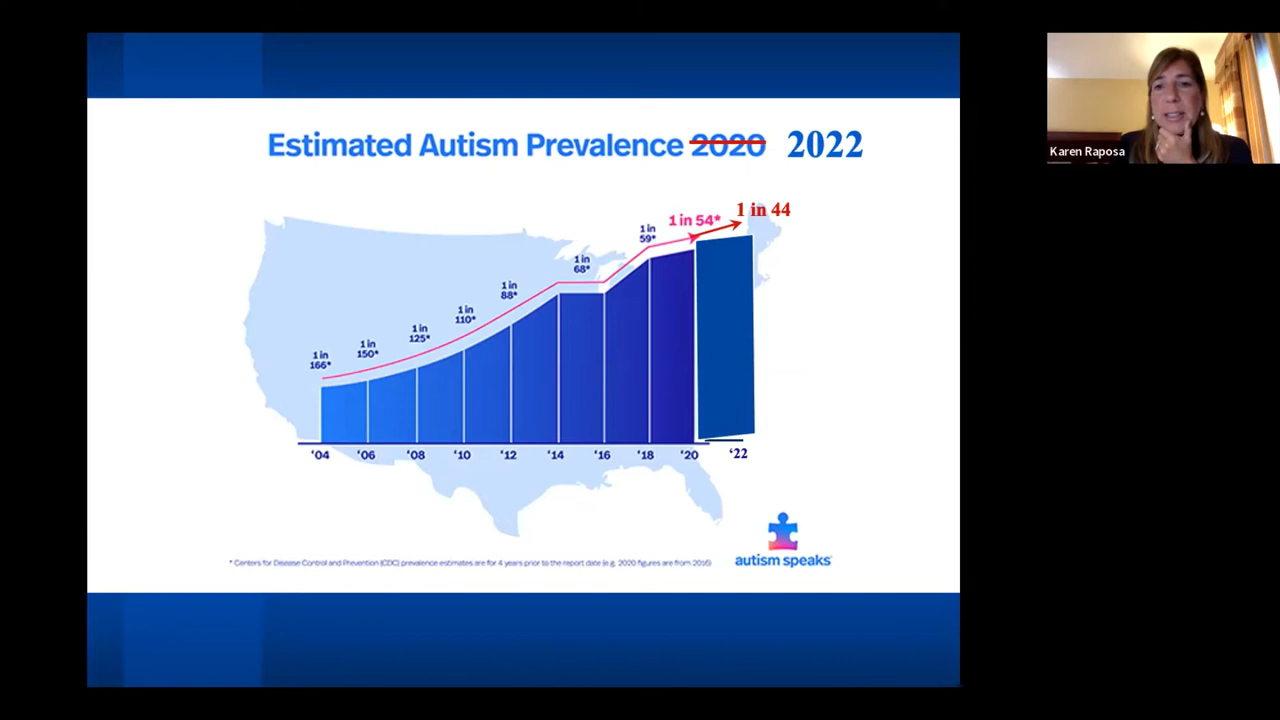 Karen Raposa
Estimated Autism Prevalence 2020 2022
1 in 44
1 in 54*
1 in
59*
1 in
68*
1 in
88*
1 in
110*
1 in
125*
1 in
150*
1 in
166*
'04 '06 '08 '10 '12 '14 '16 '18 '20 '22
autism speaks
* Centers for Disease Control and Prevention (CDC) prevalence estimates are for 4 years prior to the report date (e.g. 2020 figures are from 2016)